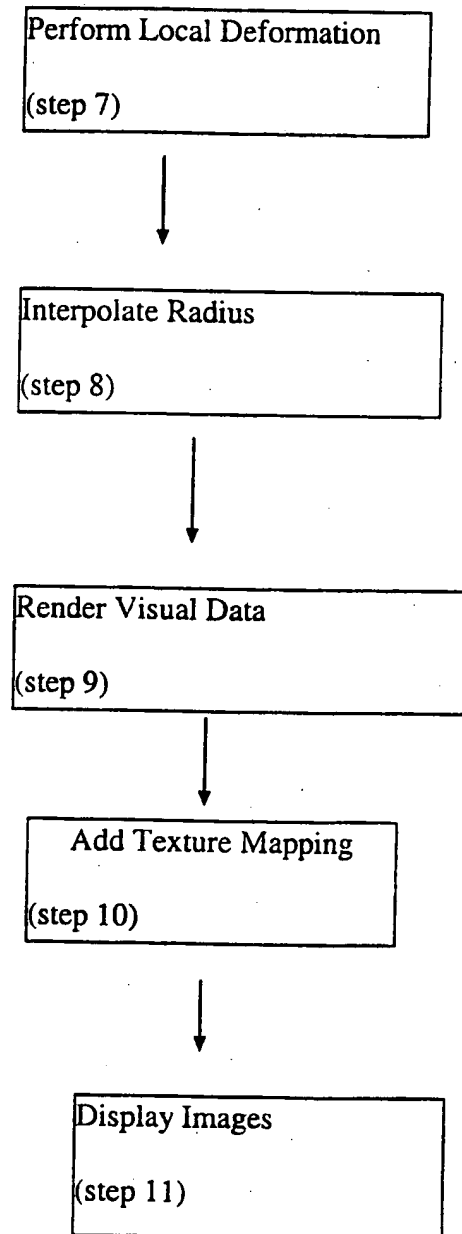 Perform Local Deformation
(step 7)
Interpolate Radius
(step 8)
Render Visual Data
(step 9)
Add Texture Mapping
(step 10)
Display Images
(step 11)